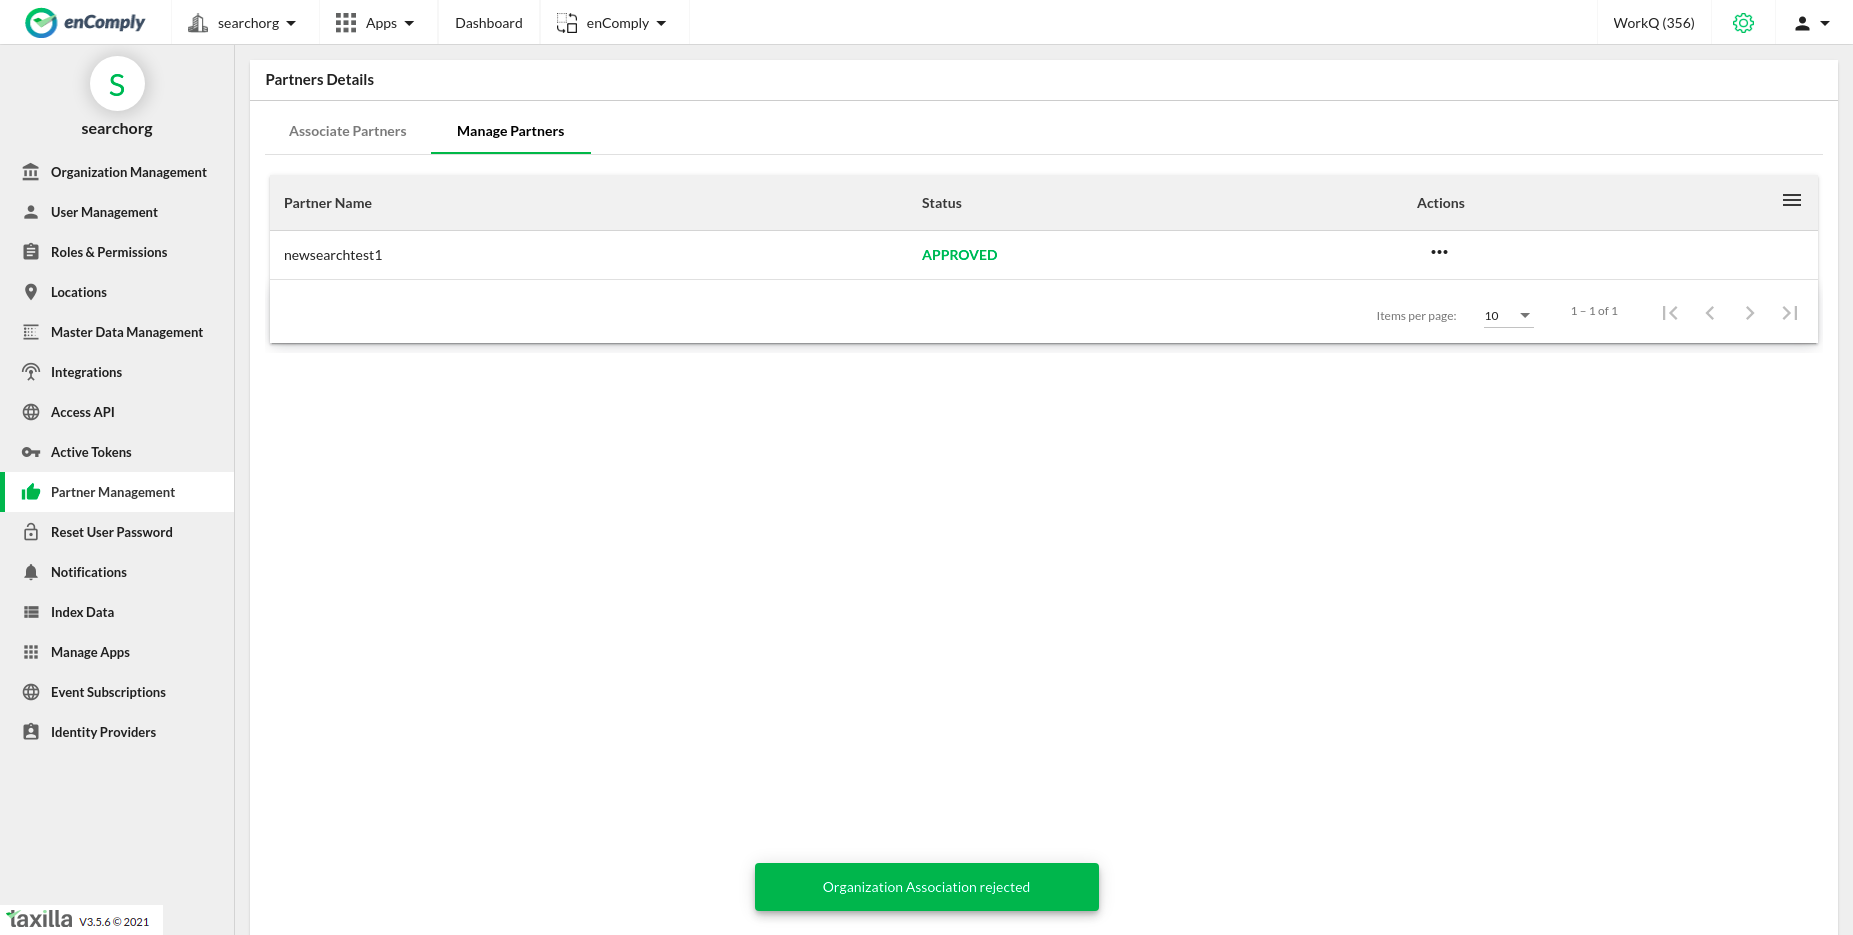 enComply
searchorg
Apps
Dashboard
enComply
WorkQ (356)
S
searchorg
Organization Management
User Management
Roles & Permissions
Locations
Master Data Management
Integrations
Access API
Active Tokens
Partner Management
Reset User Password
Notifications
Index Data
Manage Apps
Event Subscriptions
Identity Providers
taxilla V3.5.6 © 2021
Partners Details
Associate Partners
Manage Partners
Partner Name Status Actions
newsearchtest1 APPROVED
Items per page: 10 1 – 1 of 1
Organization Association rejected